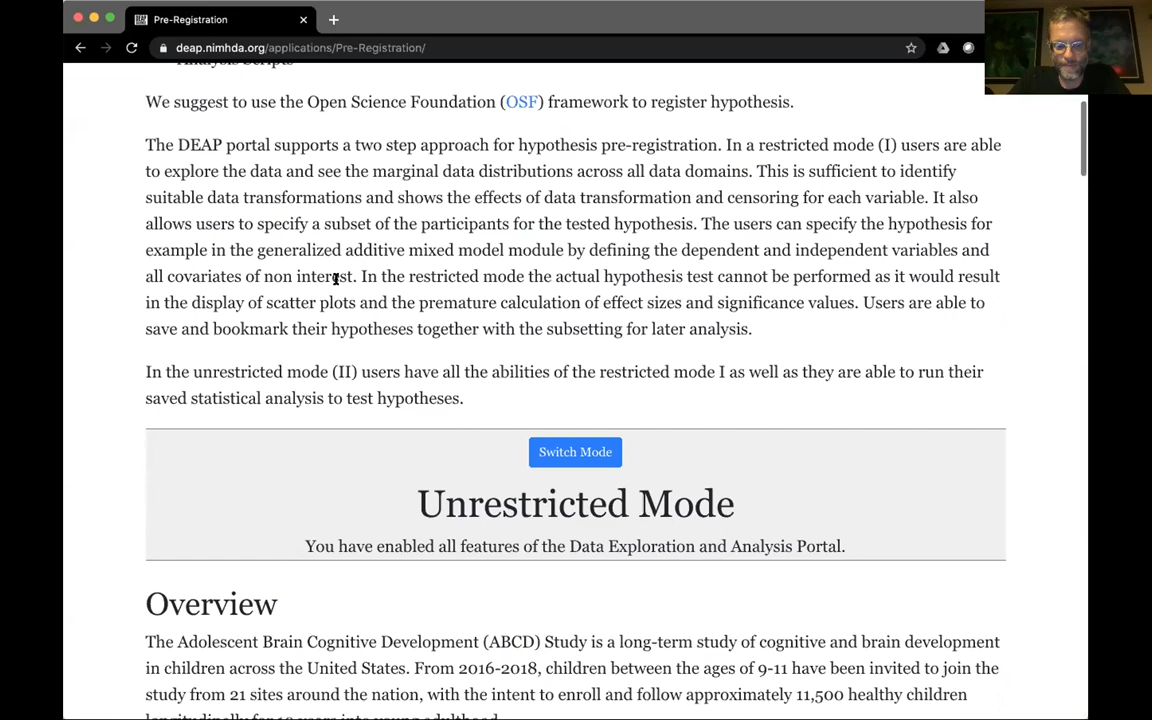 Pre-Registration
deap.nimhda.org/applications/Pre-Registration/
Analysis Scripts
We suggest to use the Open Science Foundation (OSF) framework to register hypothesis.
The DEAP portal supports a two step approach for hypothesis pre-registration. In a restricted mode (I) users are able
to explore the data and see the marginal data distributions across all data domains. This is sufficient to identify
suitable data transformations and shows the effects of data transformation and censoring for each variable. It also
allows users to specify a subset of the participants for the tested hypothesis. The users can specify the hypothesis for
example in the generalized additive mixed model module by defining the dependent and independent variables and
all covariates of non interest. In the restricted mode the actual hypothesis test cannot be performed as it would result
in the display of scatter plots and the premature calculation of effect sizes and significance values. Users are able to
save and bookmark their hypotheses together with the subsetting for later analysis.
In the unrestricted mode (II) users have all the abilities of the restricted mode I as well as they are able to run their
saved statistical analysis to test hypotheses.
Switch Mode
Unrestricted Mode
You have enabled all features of the Data Exploration and Analysis Portal.
Overview
The Adolescent Brain Cognitive Development (ABCD) Study is a long-term study of cognitive and brain development
in children across the United States. From 2016-2018, children between the ages of 9-11 have been invited to join the
study from 21 sites around the nation, with the intent to enroll and follow approximately 11,500 healthy children
longitudinally for 10 years into young adulthood.